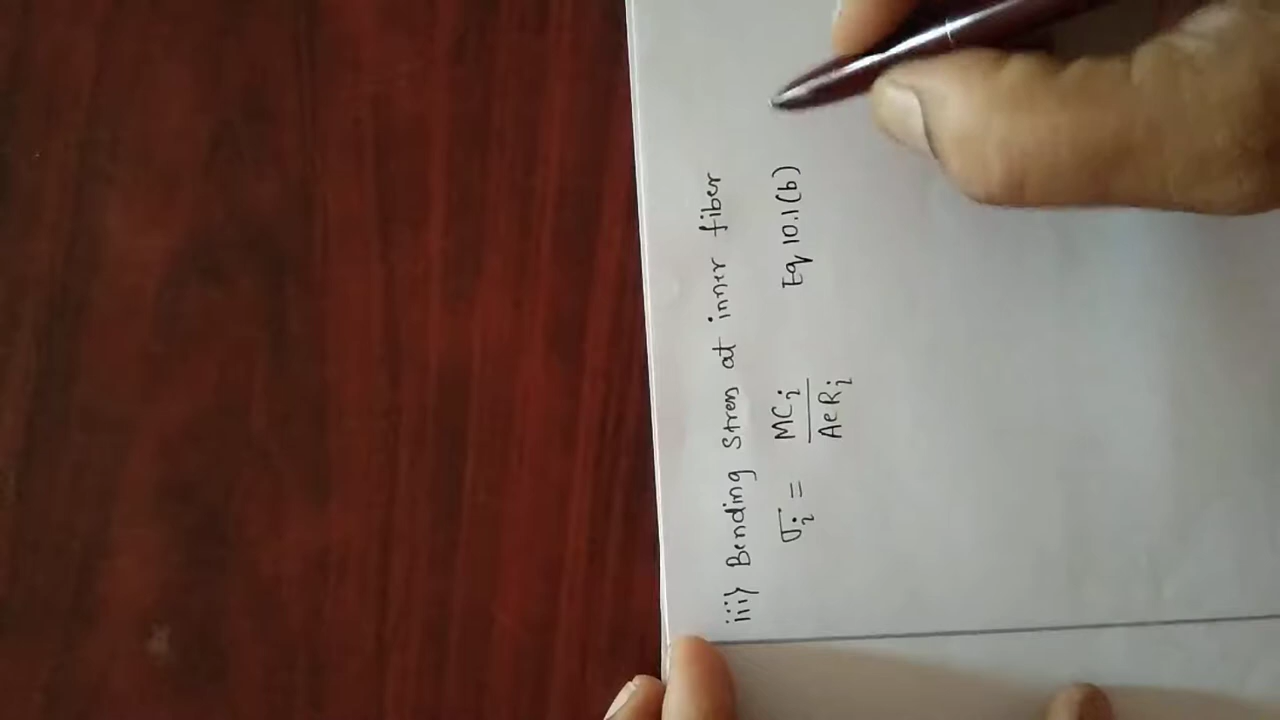 iii) Bending Stress at inner fiber
σi = MCi / AeRi Eq 10.1(b)